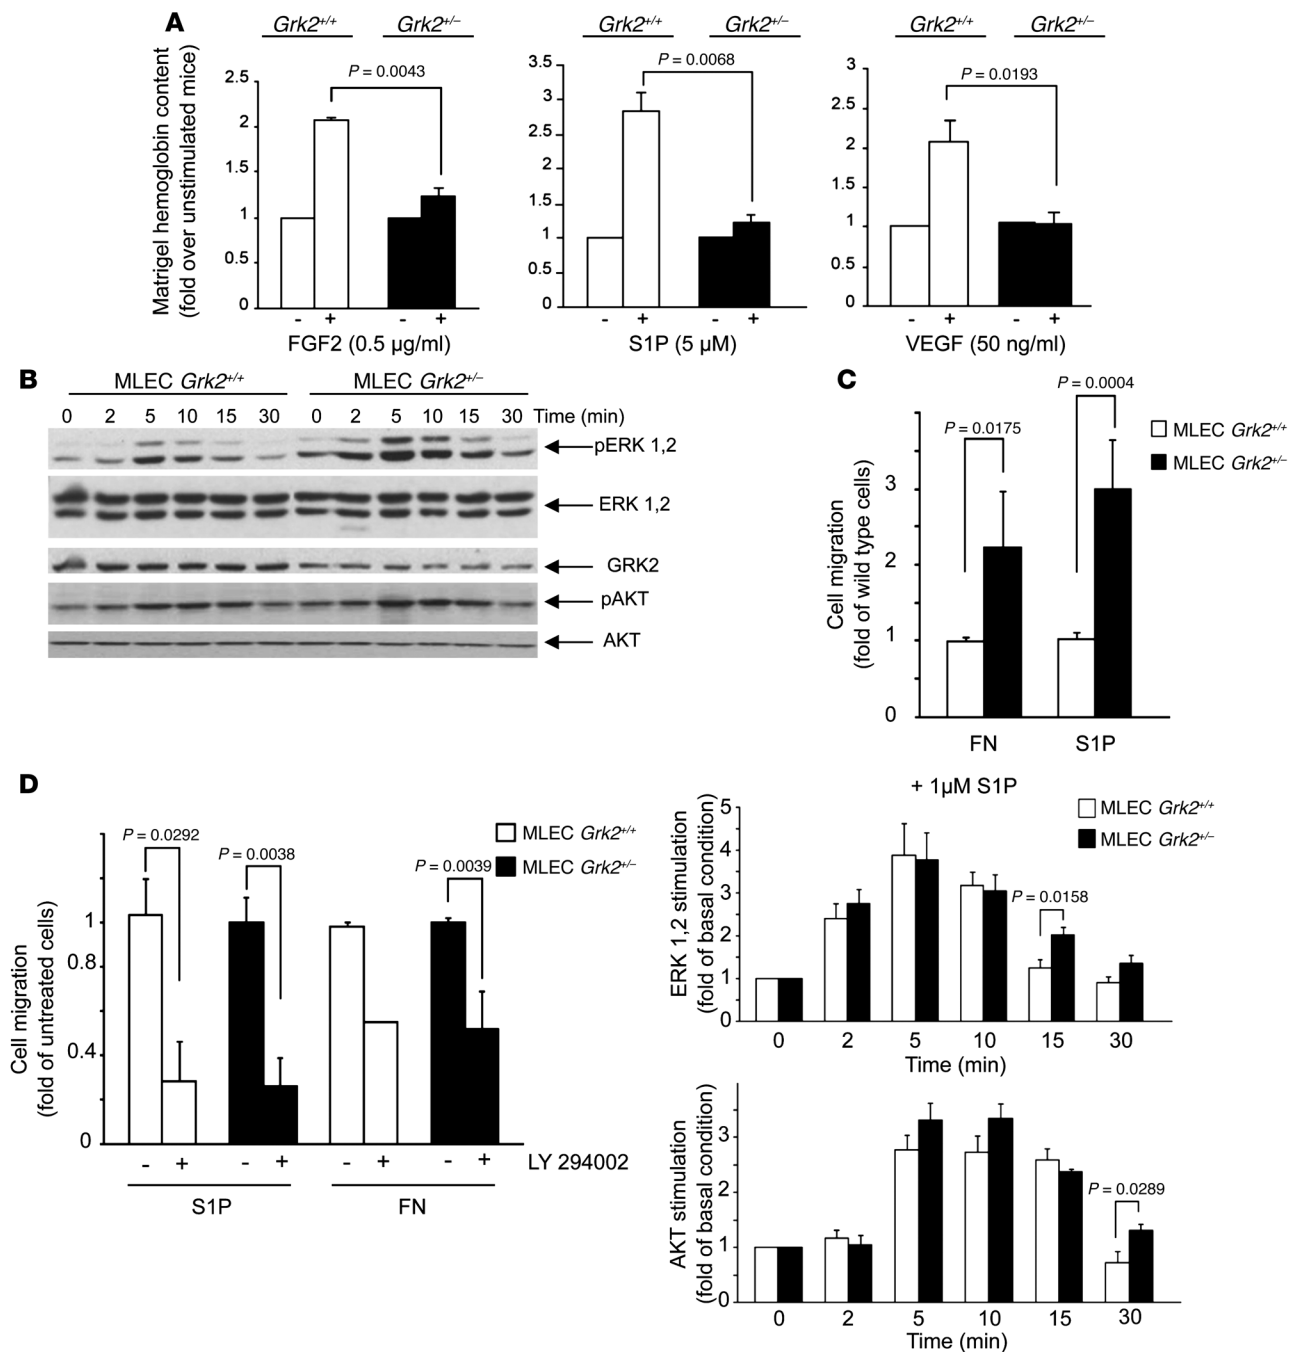 A
Grk2+/+ Grk2+/–
Grk2+/+ Grk2+/–
Grk2+/+ Grk2+/–
Matrigel hemoglobin content
(fold over unstimulated mice)
P = 0.0043
2.5
2
1.5
1
0.5
0
- + - +
FGF2 (0.5 µg/ml)
P = 0.0068
3.5
3
2.5
2
1.5
1
0.5
0
- + - +
S1P (5 µM)
P = 0.0193
3
2.5
2
1.5
1
0.5
0
- + - +
VEGF (50 ng/ml)
B
MLEC Grk2+/+ MLEC Grk2+/–
0 2 5 10 15 30 0 2 5 10 15 30 Time (min)
pERK 1,2
ERK 1,2
GRK2
pAKT
AKT
C
P = 0.0004
P = 0.0175
MLEC Grk2+/+
MLEC Grk2+/–
Cell migration
(fold of wild type cells)
3
2
1
0
FN S1P
D
P = 0.0292
P = 0.0038
P = 0.0039
MLEC Grk2+/+
MLEC Grk2+/–
Cell migration
(fold of untreated cells)
1
0.8
0.4
0
- + - + - + - + LY 294002
S1P FN
+ 1µM S1P
MLEC Grk2+/+
MLEC Grk2+/–
ERK 1,2 stimulation
(fold of basal condition)
5
4
3
2
1
0
P = 0.0158
0 2 5 10 15 30
Time (min)
AKT stimulation
(fold of basal condition)
3
2
1
0
P = 0.0289
0 2 5 10 15 30
Time (min)